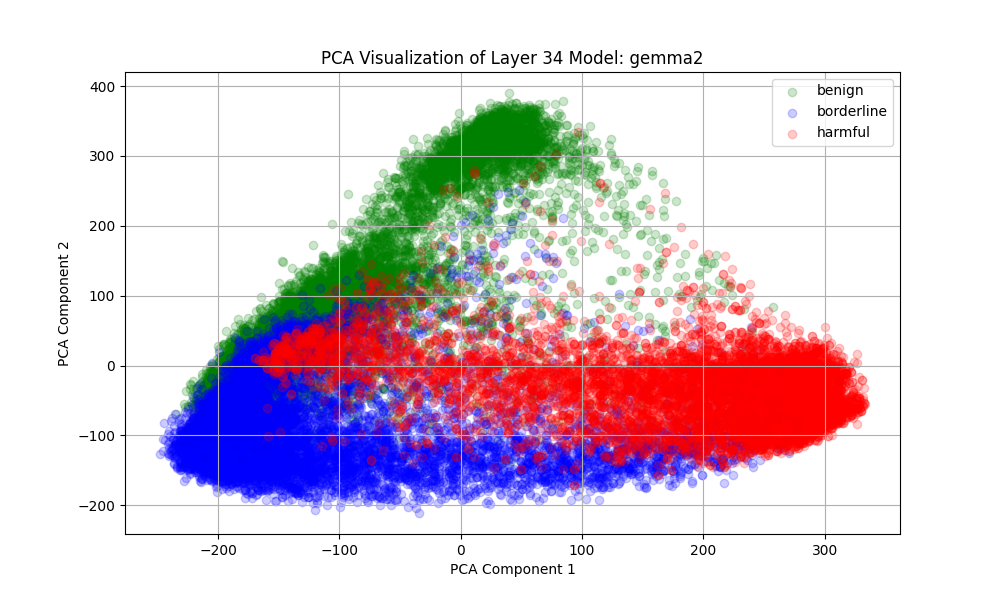 PCA Visualization of Layer 34 Model: gemma2
benign
borderline
harmful
400
300
200
100
0
−100
−200
PCA Component 2
−200
−100
0
100
200
300
PCA Component 1